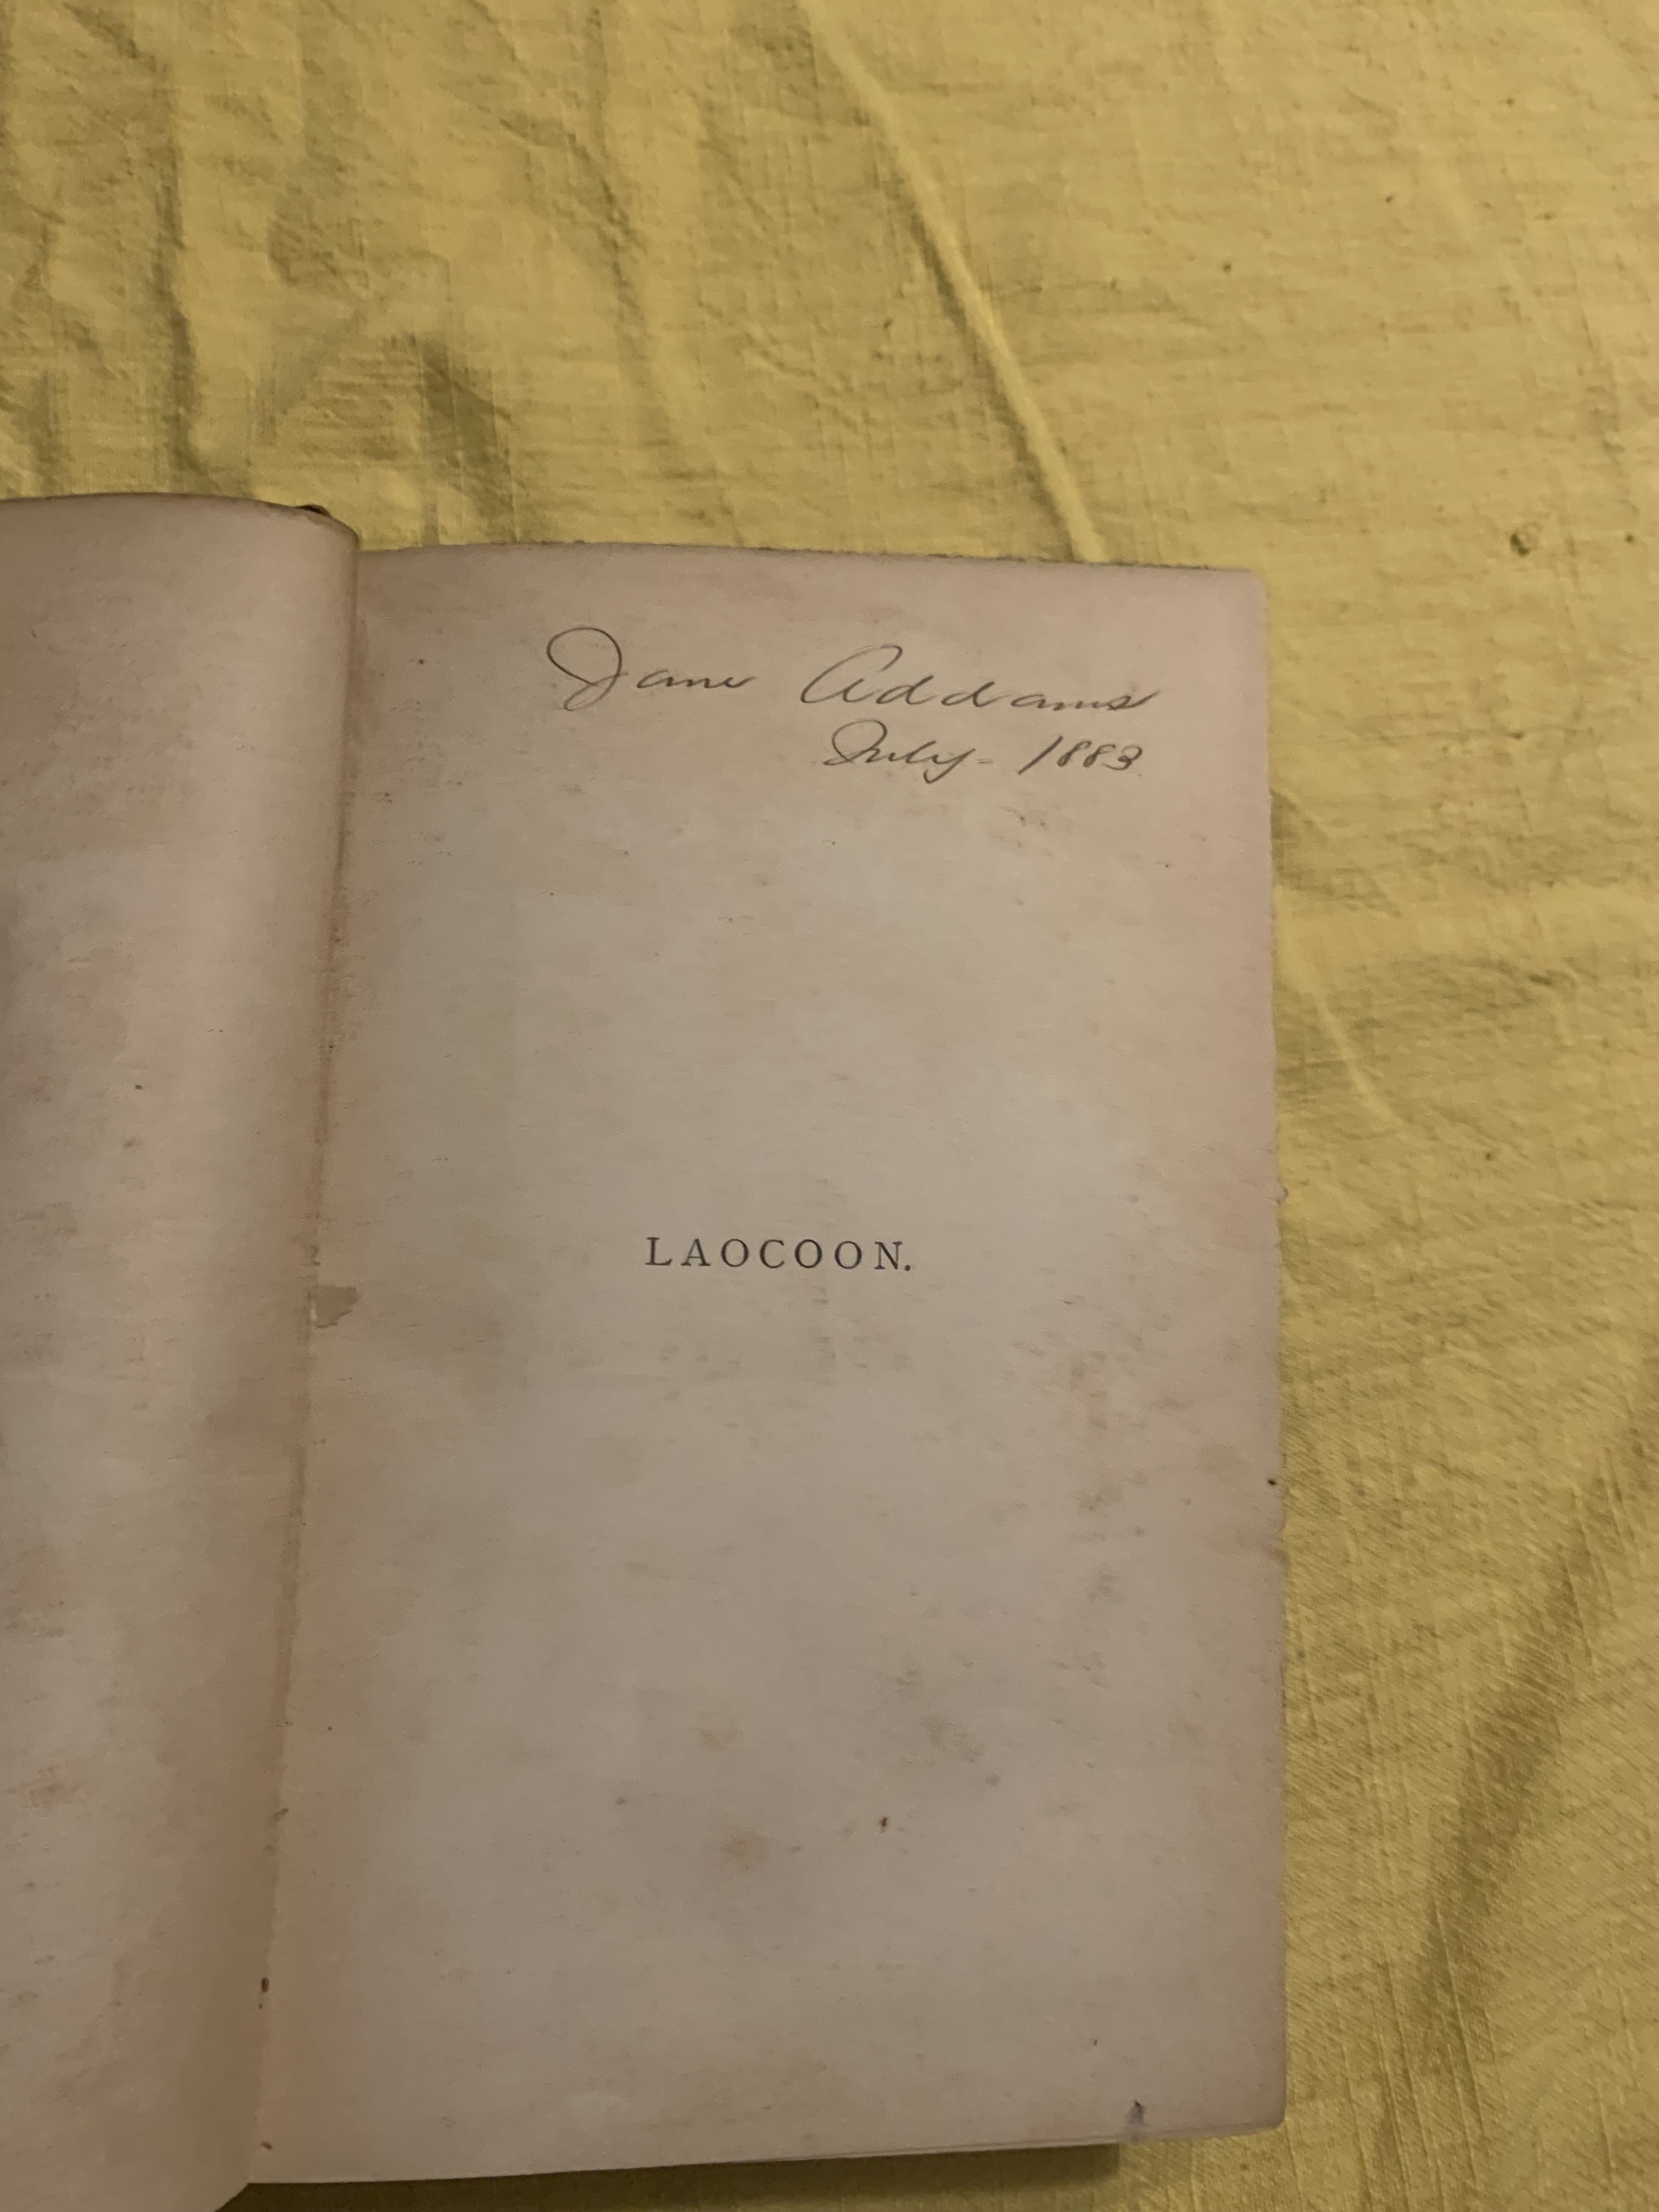 Jane Addams
July - 1883
LAOCOON.